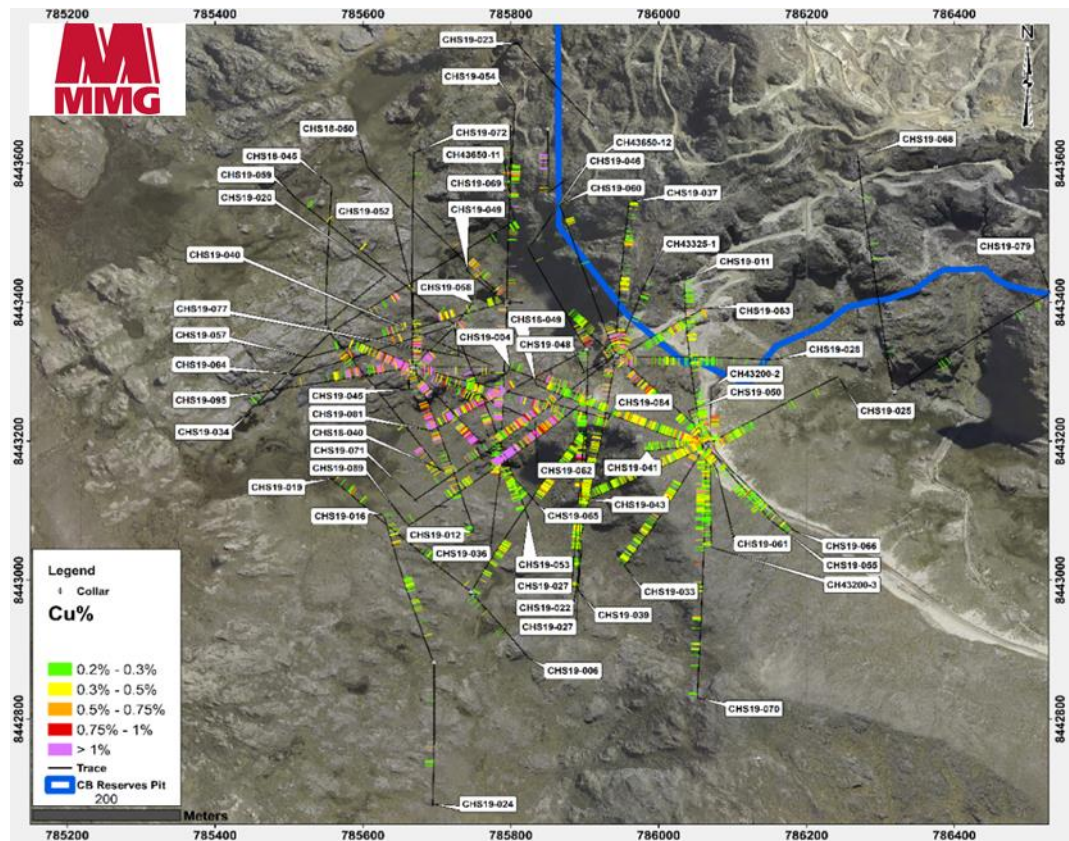 785200 785400 785600 785800 786000 786200 786400
MMG
N
CHS19-023
CHS19-054
CHS18-050
CHS19-072
CH43650-12
CHS19-068
8443600
8443600
CHS18-045
CH43650-11
CHS19-046
CHS19-059
CHS19-069
CHS19-060
CHS19-037
CHS19-020
CHS19-052
CHS19-049
CH43325-1
CHS19-079
CHS19-040
CHS19-011
CHS19-058
8443400
8443400
CHS19-077
CHS18-049
CHS19-063
CHS19-057
CHS19-004
CHS19-048
CHS19-028
CHS19-064
CH43200-2
CHS19-095
CHS19-045
CHS19-084
CHS19-050
CHS19-034
CHS19-081
CHS19-025
8443200
8443200
CHS18-040
CHS19-071
CHS19-062
CHS19-041
CHS19-089
CHS19-019
CHS19-043
CHS19-016
CHS19-065
CHS19-012
CHS19-061
CHS19-066
CHS19-036
CHS19-053
CHS19-055
CHS19-027
CHS19-033
CH43200-3
8443000
8443000
CHS19-022
CHS19-039
CHS19-027
CHS19-006
CHS19-070
8442800
8442800
CHS19-024
Legend
Collar
Cu%
0.2% - 0.3%
0.3% - 0.5%
0.5% - 0.75%
0.75% - 1%
> 1%
Trace
CB Reserves Pit
200
Meters
785200 785400 785600 785800 786000 786200 786400